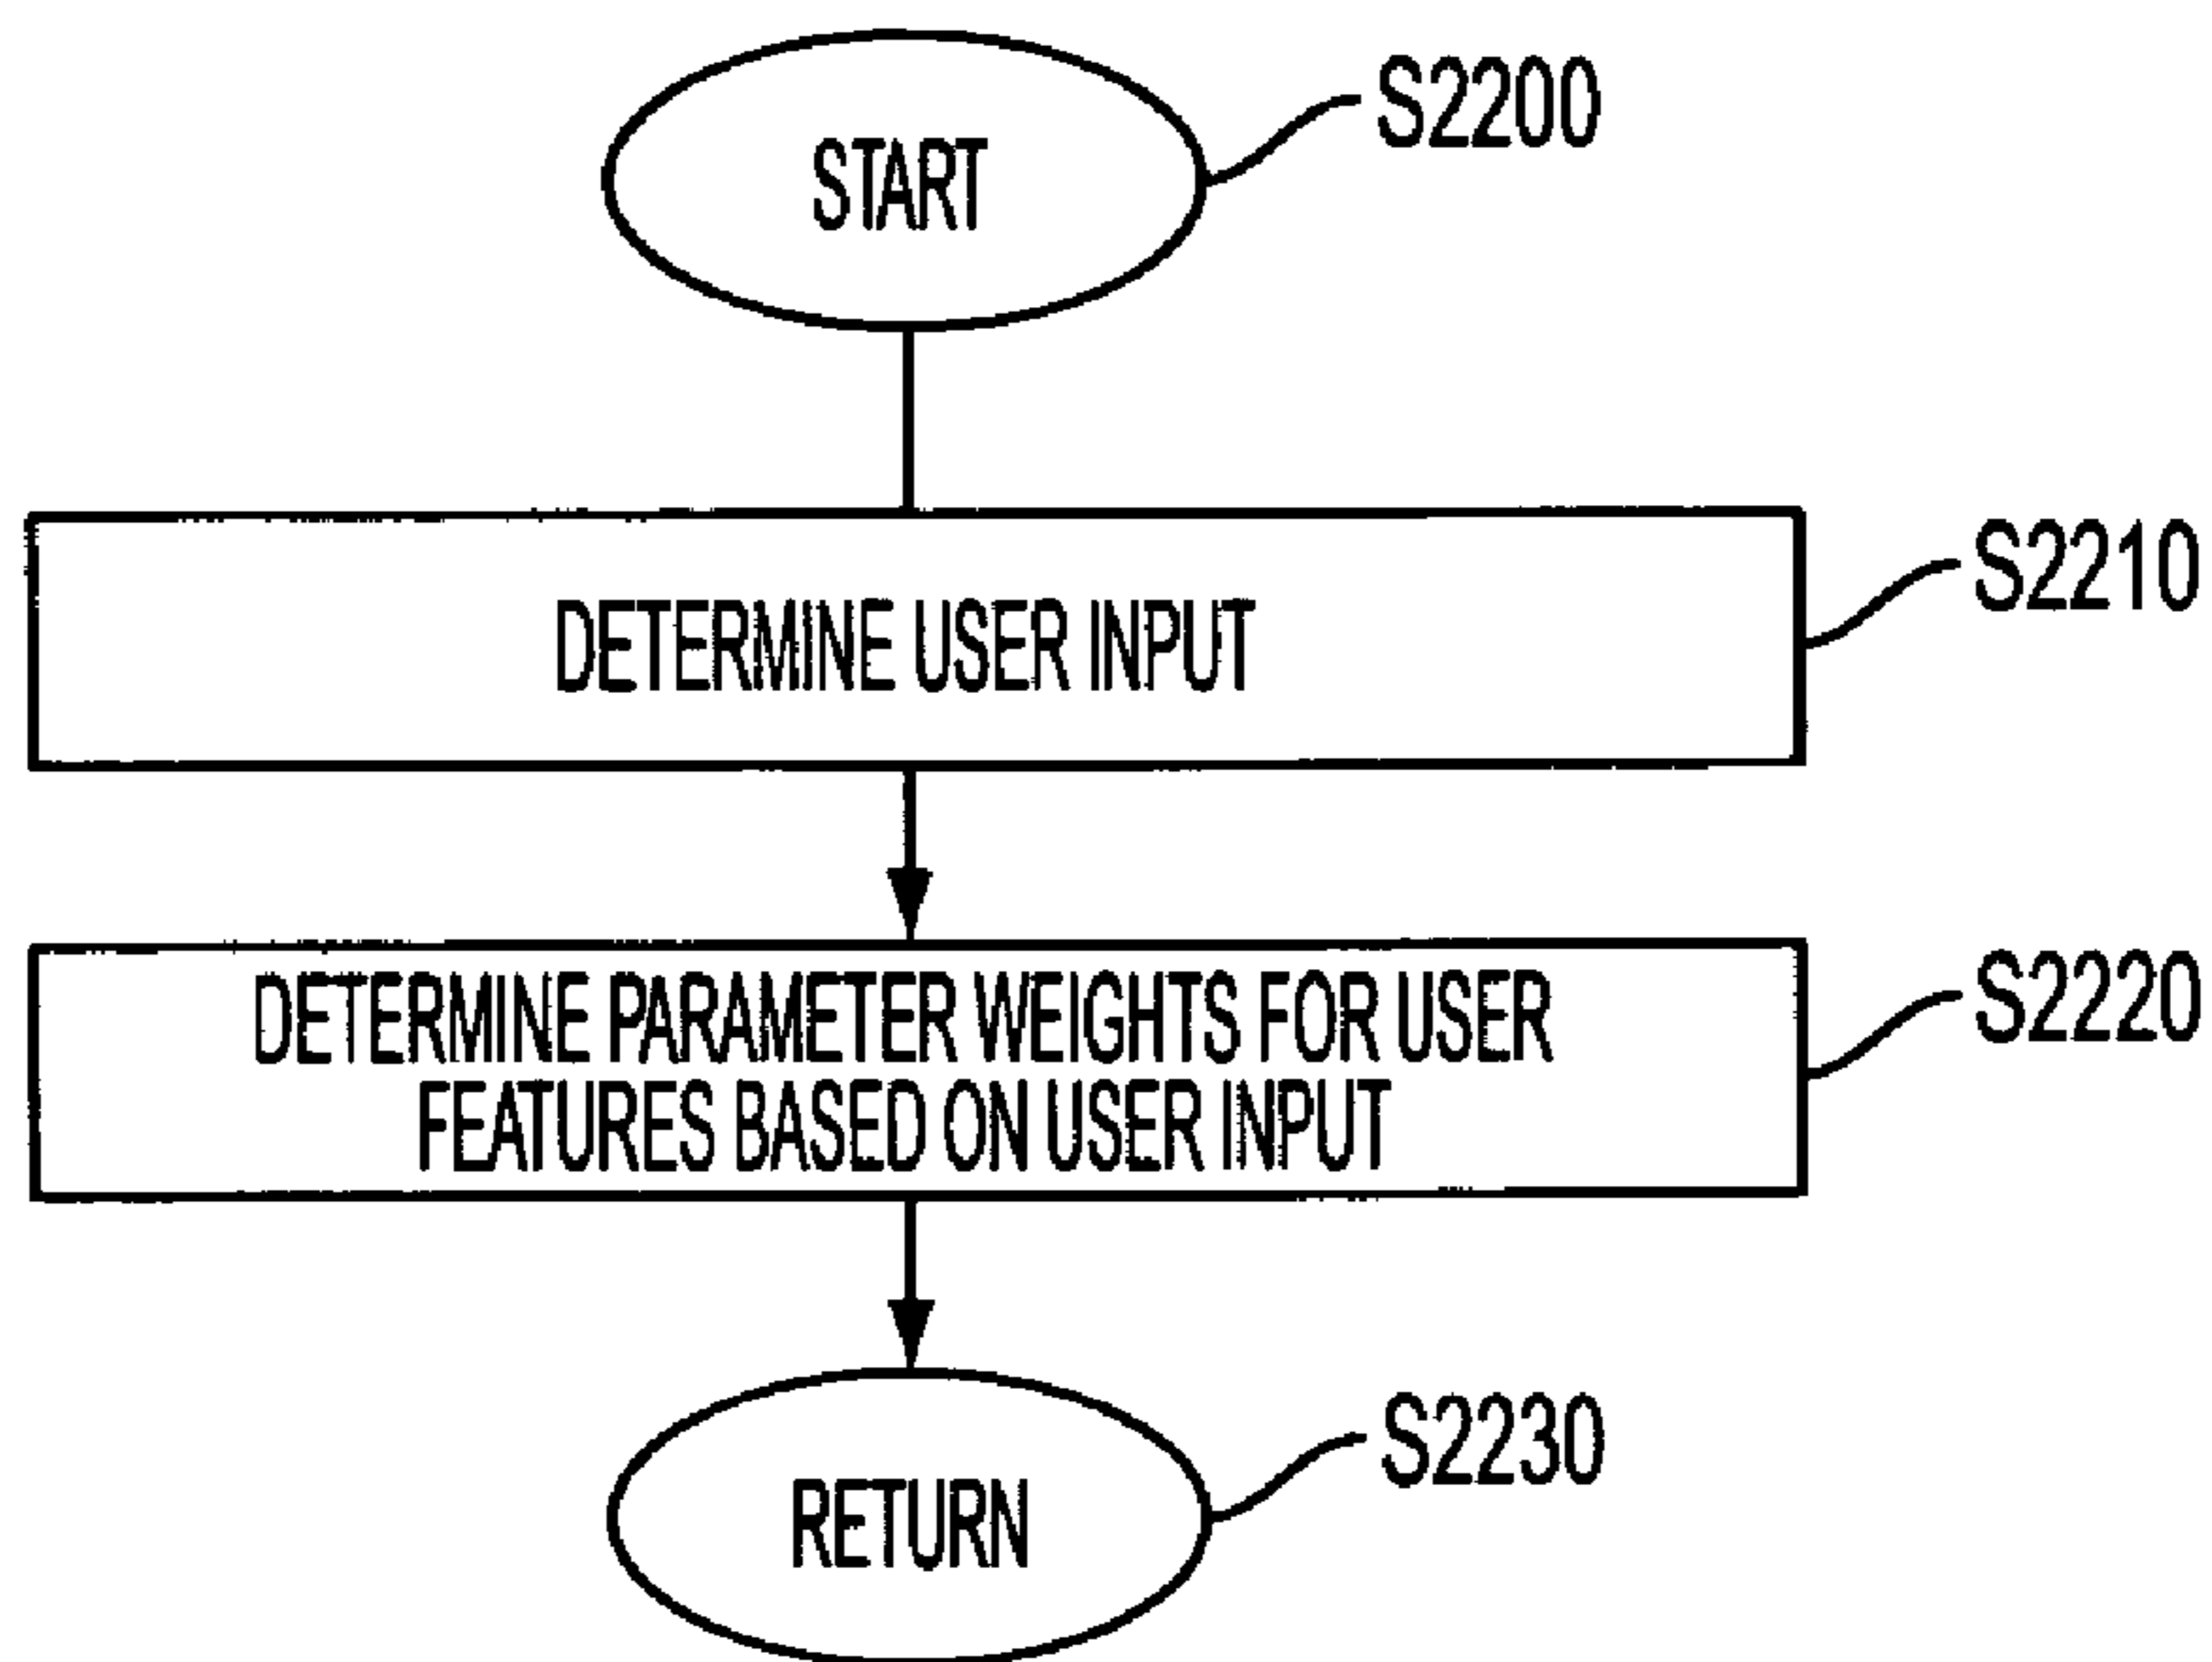 START
S2200
DETERMINE USER INPUT
S2210
DETERMINE PARAMETER WEIGHTS FOR USER
FEATURES BASED ON USER INPUT
S2220
RETURN
S2230